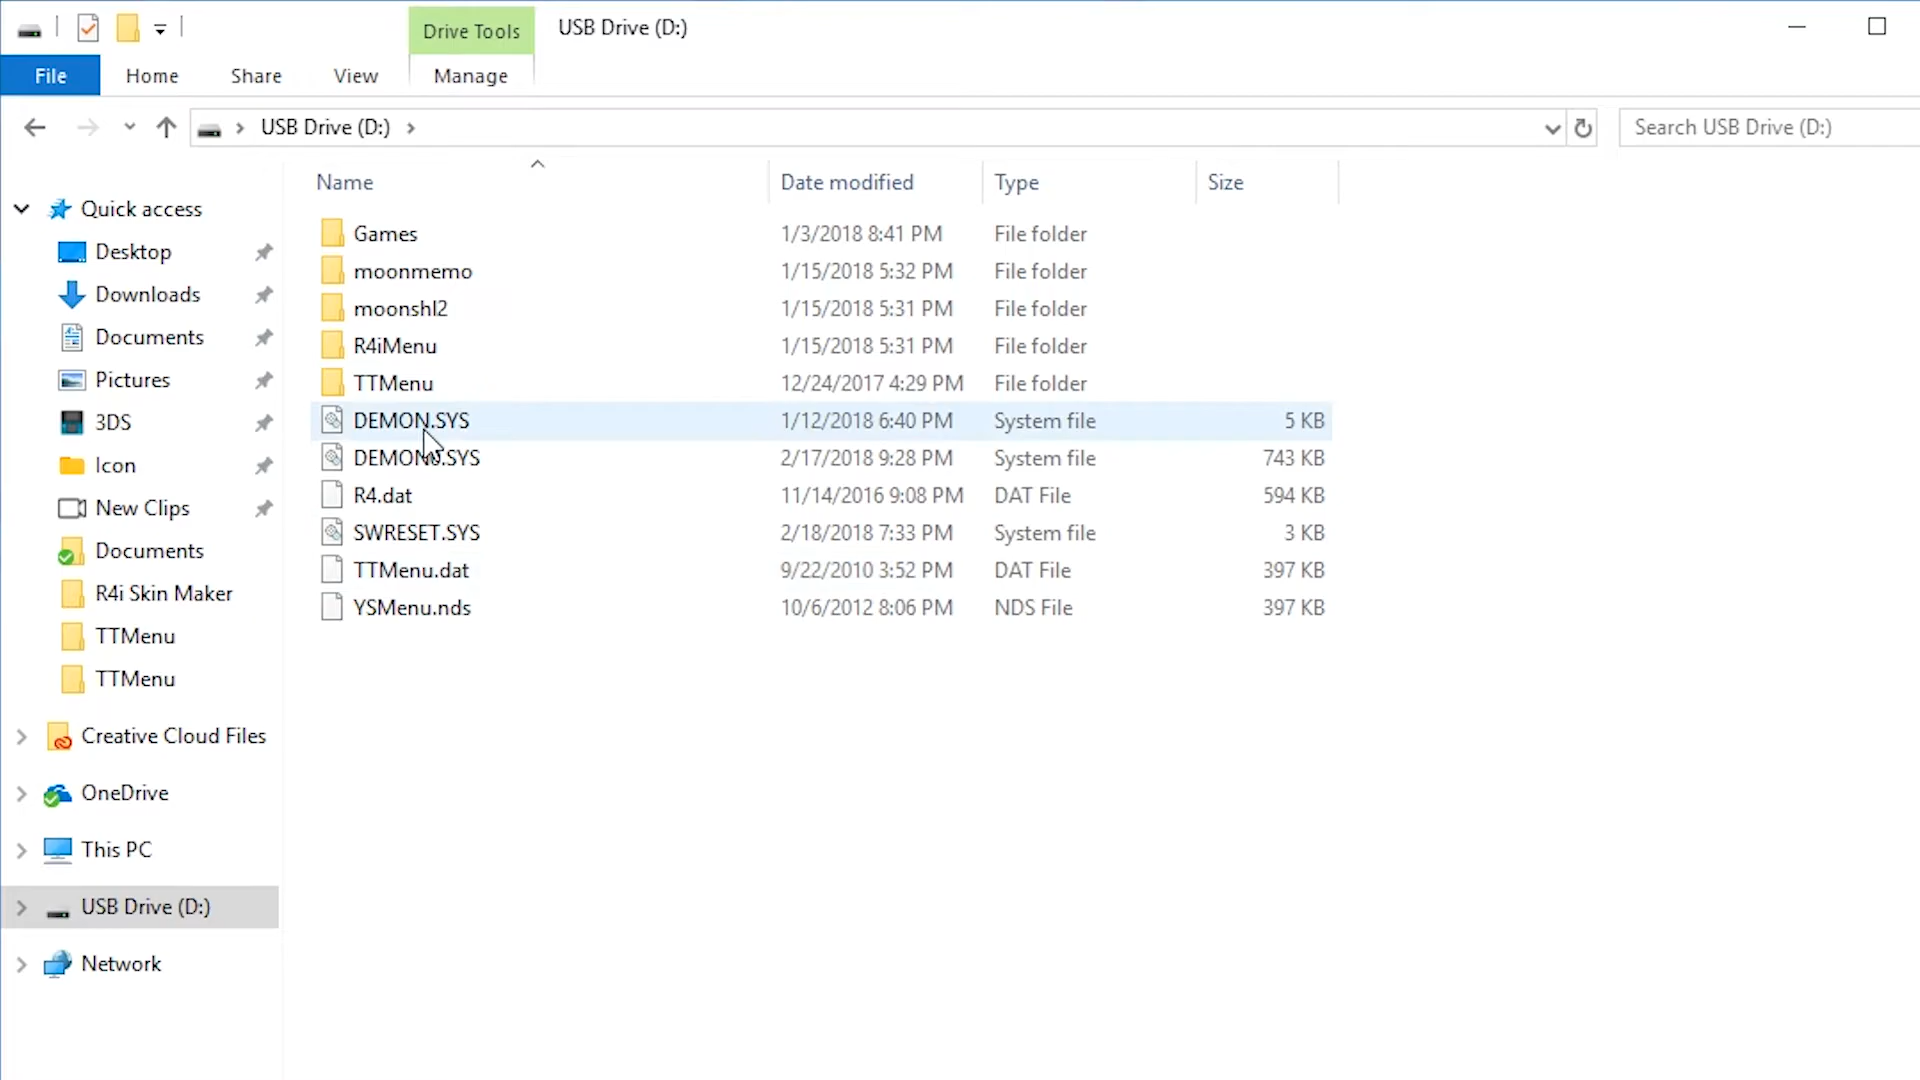 Drive Tools
USB Drive (D:)
File
Home
Share
View
Manage
USB Drive (D:)
Search USB Drive (D:)
Name
Date modified
Type
Size
Quick access
Desktop
Downloads
Documents
Pictures
3DS
Icon
New Clips
Documents
R4i Skin Maker
TTMenu
TTMenu
Creative Cloud Files
OneDrive
This PC
USB Drive (D:)
Network
Games 1/3/2018 8:41 PM File folder
moonmemo 1/15/2018 5:32 PM File folder
moonshl2 1/15/2018 5:31 PM File folder
R4iMenu 1/15/2018 5:31 PM File folder
TTMenu 12/24/2017 4:29 PM File folder
DEMON.SYS 1/12/2018 6:40 PM System file 5 KB
2/17/2018 9:28 PM System file 743 KB
R4.dat 11/14/2016 9:08 PM DAT File 594 KB
SWRESET.SYS 2/18/2018 7:33 PM System file 3 KB
TTMenu.dat 9/22/2010 3:52 PM DAT File 397 KB
YSMenu.nds 10/6/2012 8:06 PM NDS File 397 KB